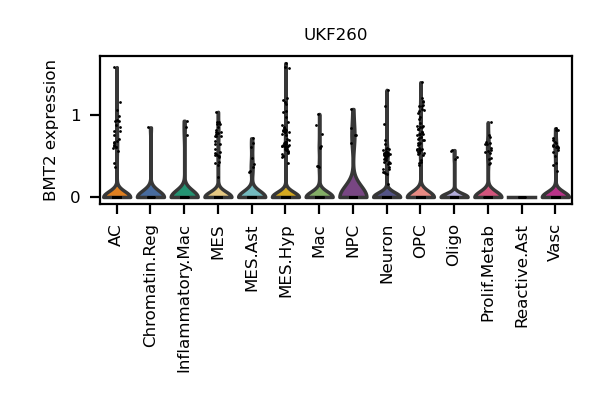 UKF260
BMT2 expression
1
0
AC
Chromatin.Reg
Inflammatory.Mac
MES
MES.Ast
MES.Hyp
Mac
NPC
Neuron
OPC
Oligo
Prolif.Metab
Reactive.Ast
Vasc